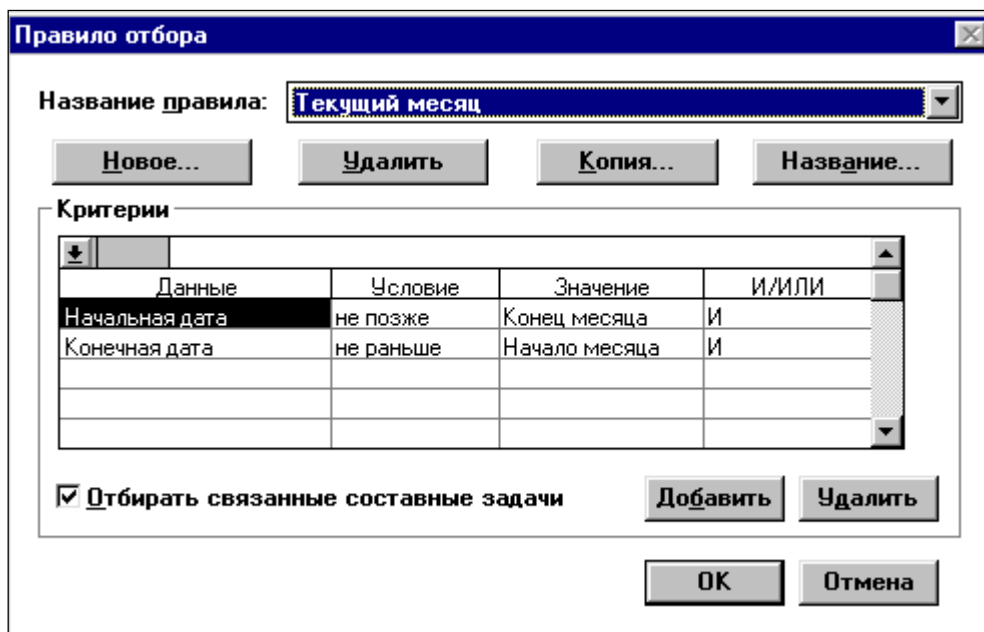 Правило отбора
Название правила: Текущий месяц
Новое... Удалить Копия... Название...
Критерии
Данные Условие Значение И/ИЛИ
Начальная дата не позже Конец месяца И
Конечная дата не раньше Начало месяца И
Отбирать связанные составные задачи Добавить Удалить
OK Отмена